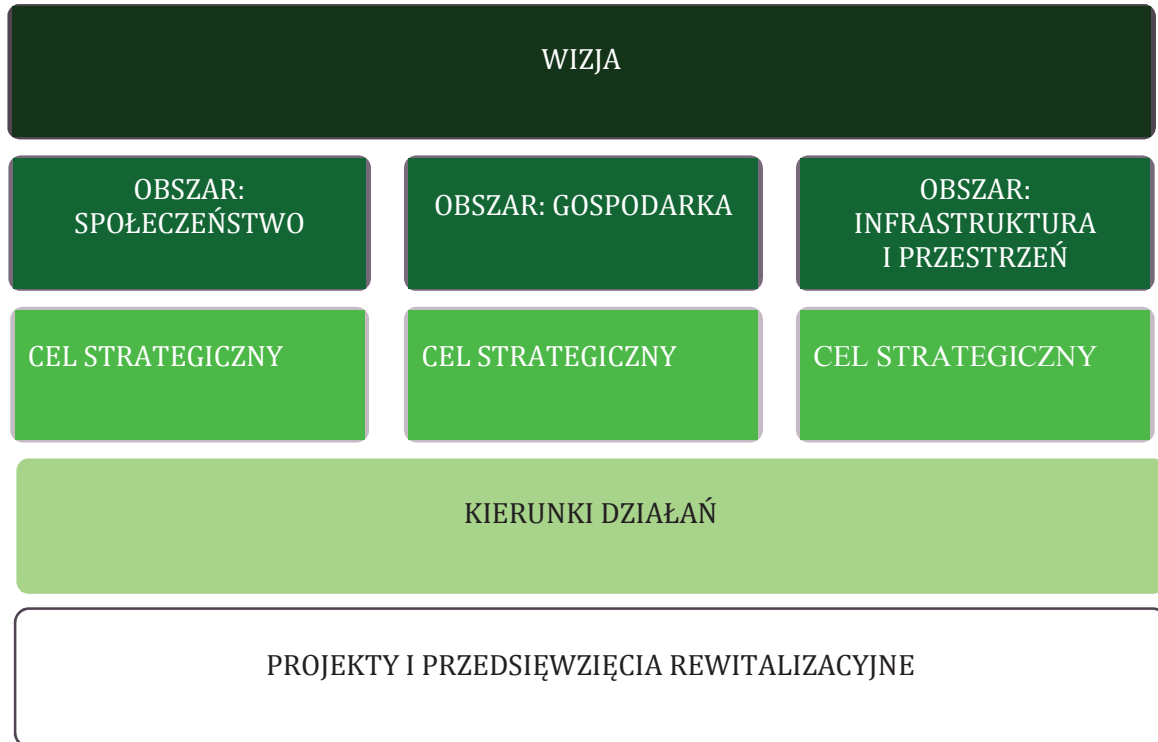 WIZJA
OBSZAR:
SPOŁECZEŃSTWO
OBSZAR: GOSPODARKA
OBSZAR:
INFRASTRUKTURA
I PRZESTRZEŃ
CEL STRATEGICZNY
CEL STRATEGICZNY
CEL STRATEGICZNY
KIERUNKI DZIAŁAŃ
PROJEKTY I PRZEDSIĘWZIĘCIA REWITALIZACYJNE